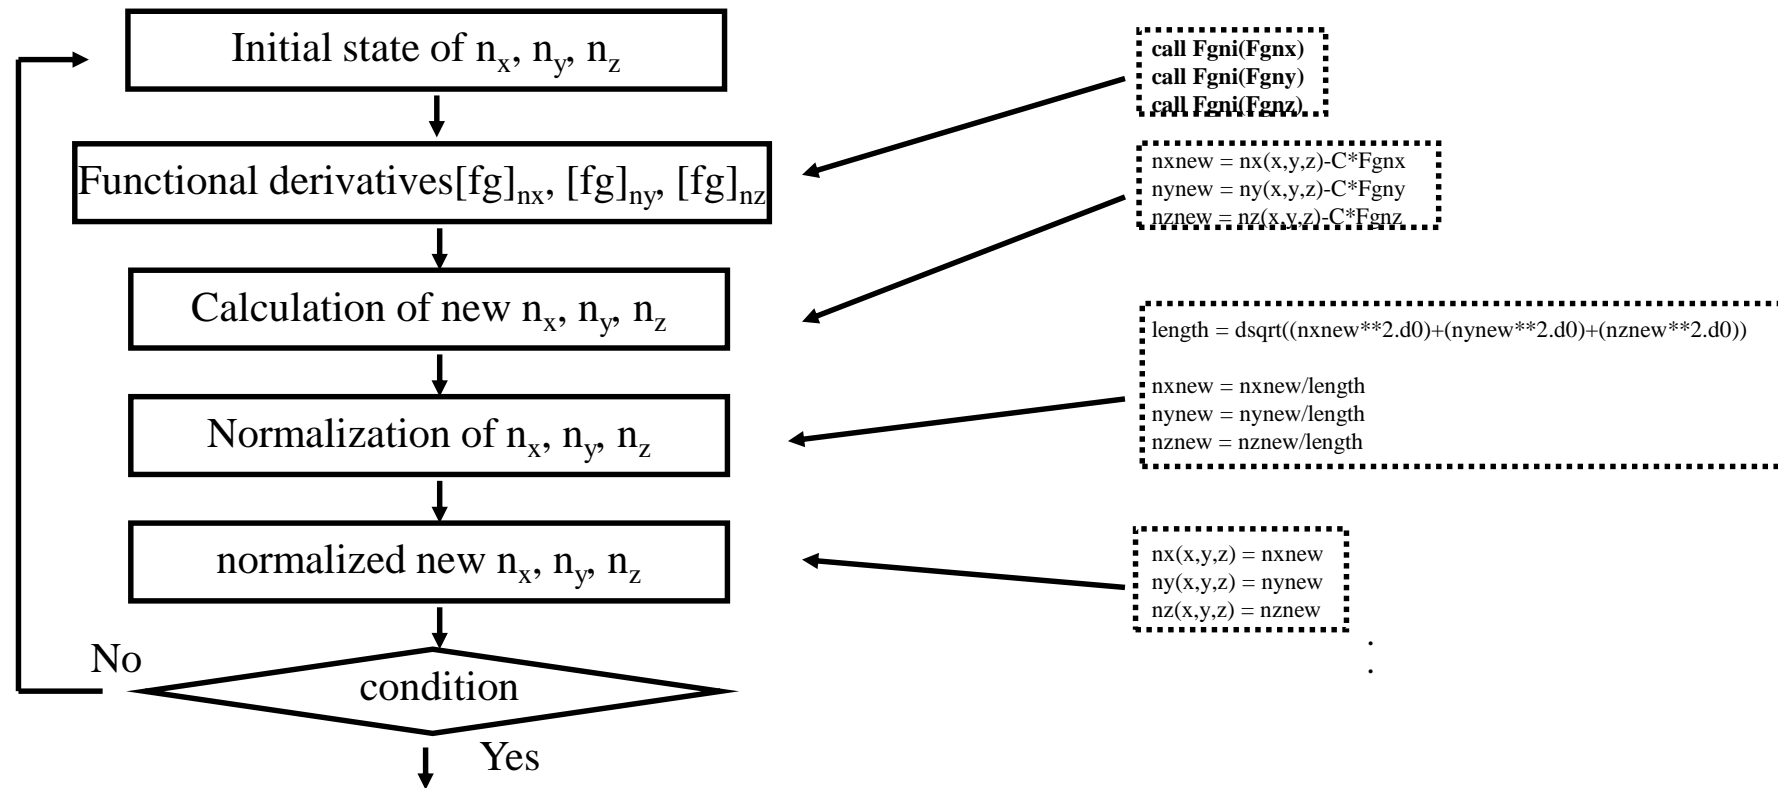 Initial state of nx, ny, nz
Functional derivatives[fg]nx, [fg]ny, [fg]nz
Calculation of new nx, ny, nz
Normalization of nx, ny, nz
normalized new nx, ny, nz
No
condition
Yes
call Fgni(Fgnx)
call Fgni(Fgny)
call Fgni(Fgnz)
nxnew = nx(x,y,z)-C*Fgnx
nynew = ny(x,y,z)-C*Fgny
nznew = nz(x,y,z)-C*Fgnz
length = dsqrt((nxnew**2.d0)+(nynew**2.d0)+(nznew**2.d0))
nxnew = nxnew/length
nynew = nynew/length
nznew = nznew/length
nx(x,y,z) = nxnew
ny(x,y,z) = nynew
nz(x,y,z) = nznew
.
.